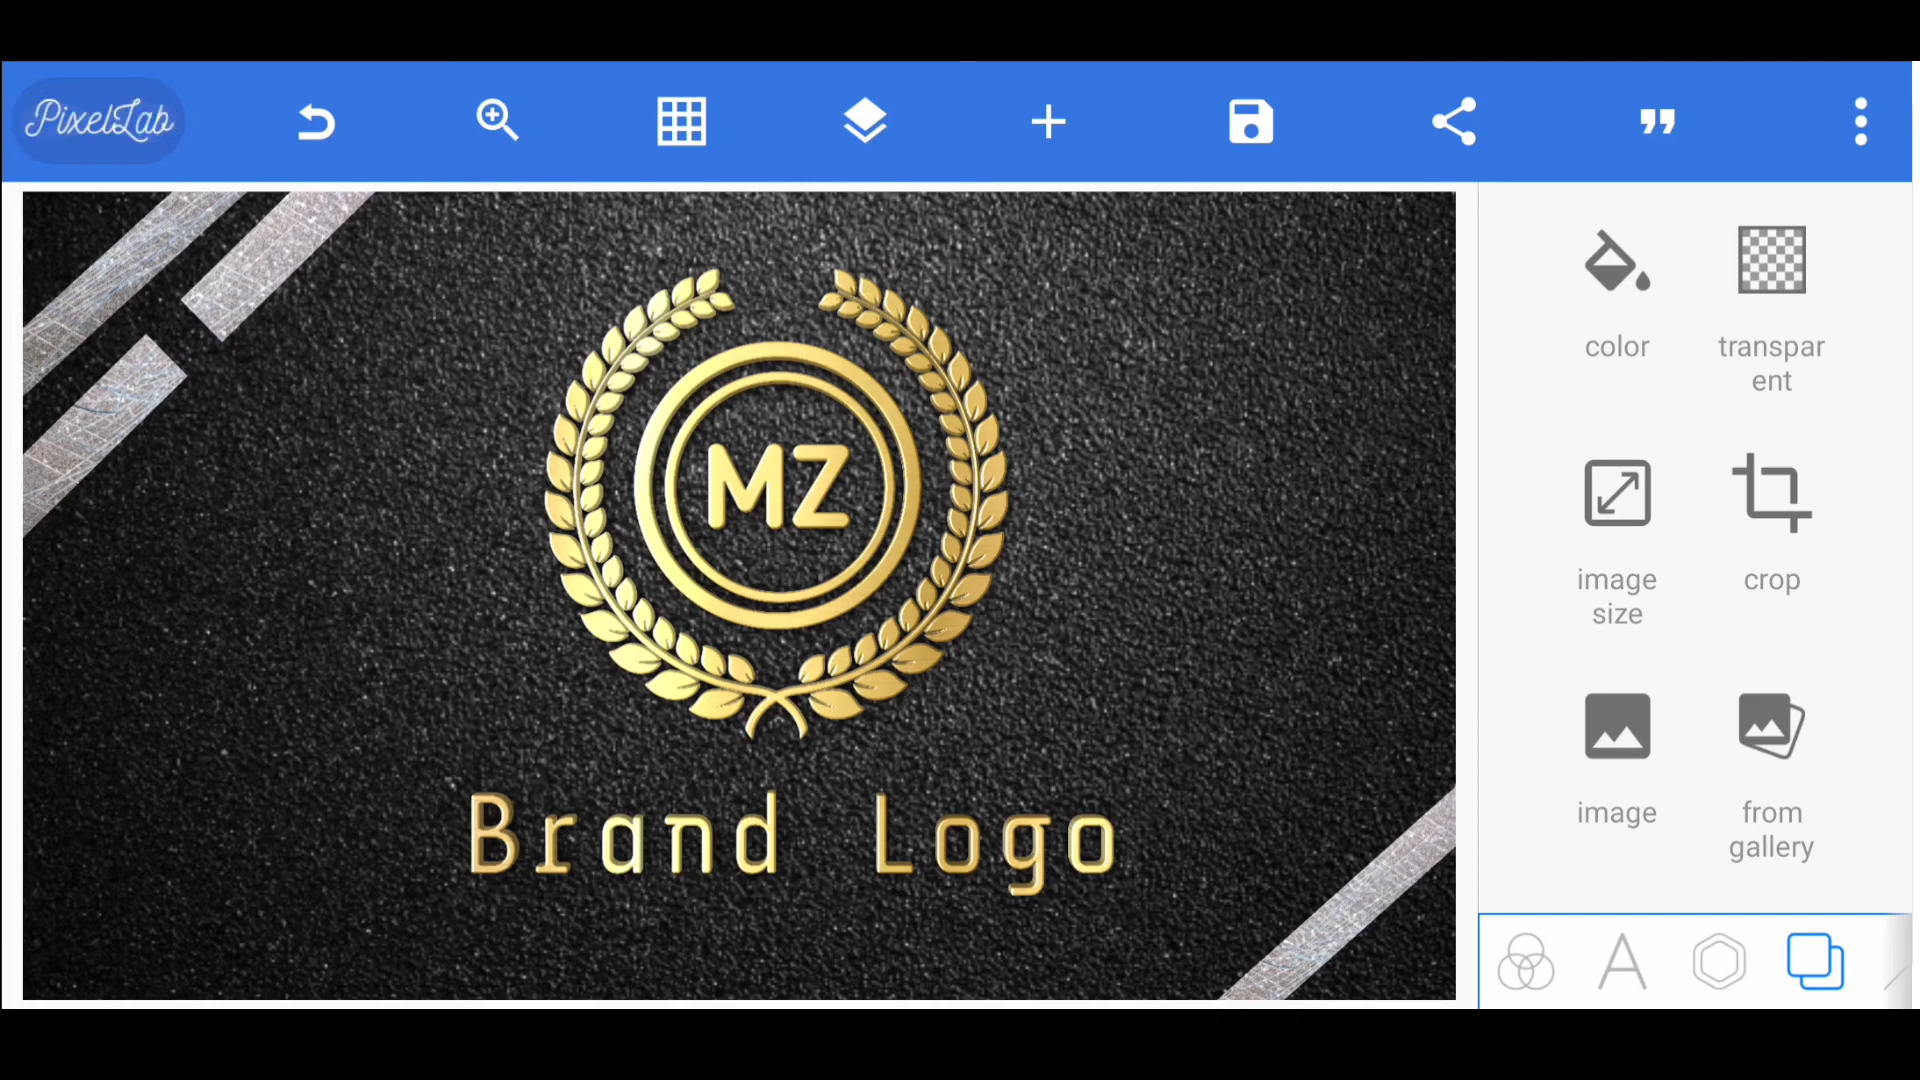 PixelLab
color
transpar
ent
image
size
crop
image
from
gallery
MZ
Brand Logo